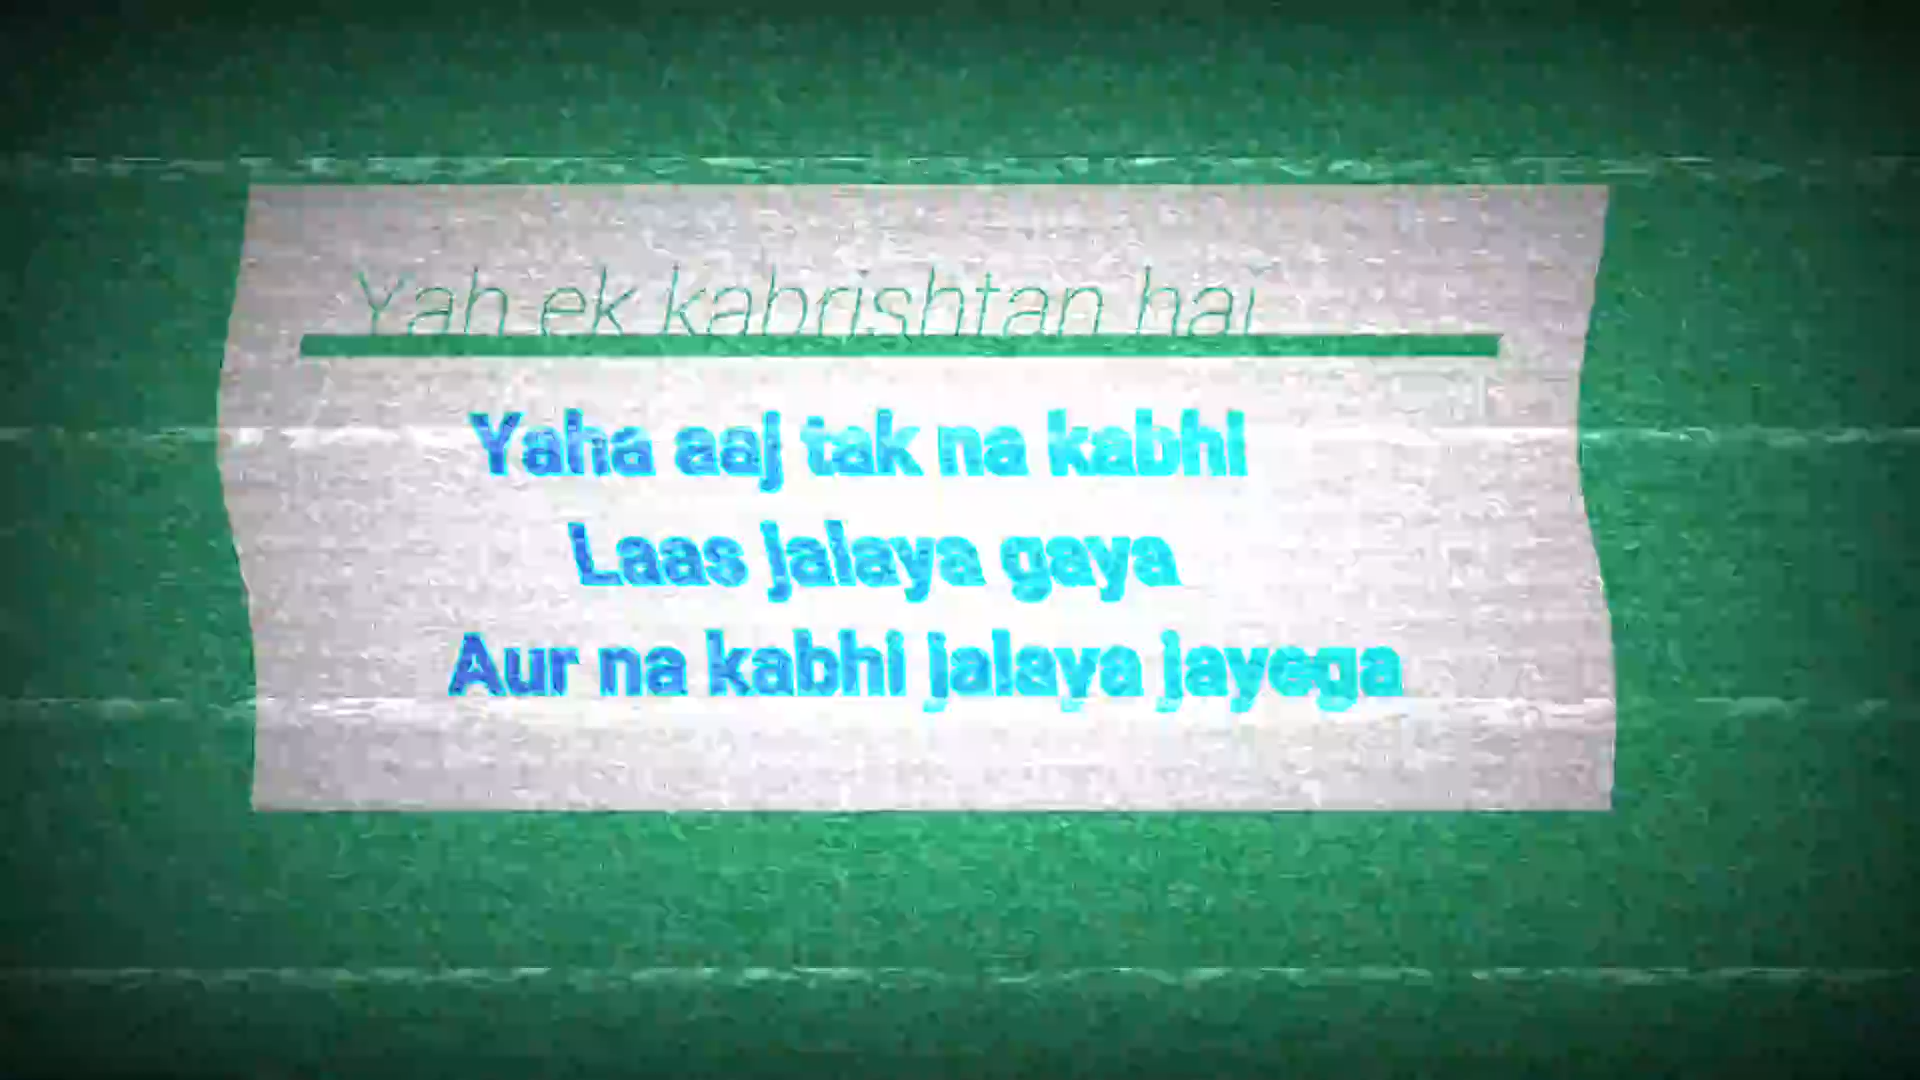 Yah ek kabrishtan hai
Yaha aaj tak na kabhi
Laas jalaya gaya
Aur na kabhi jalaya jayega